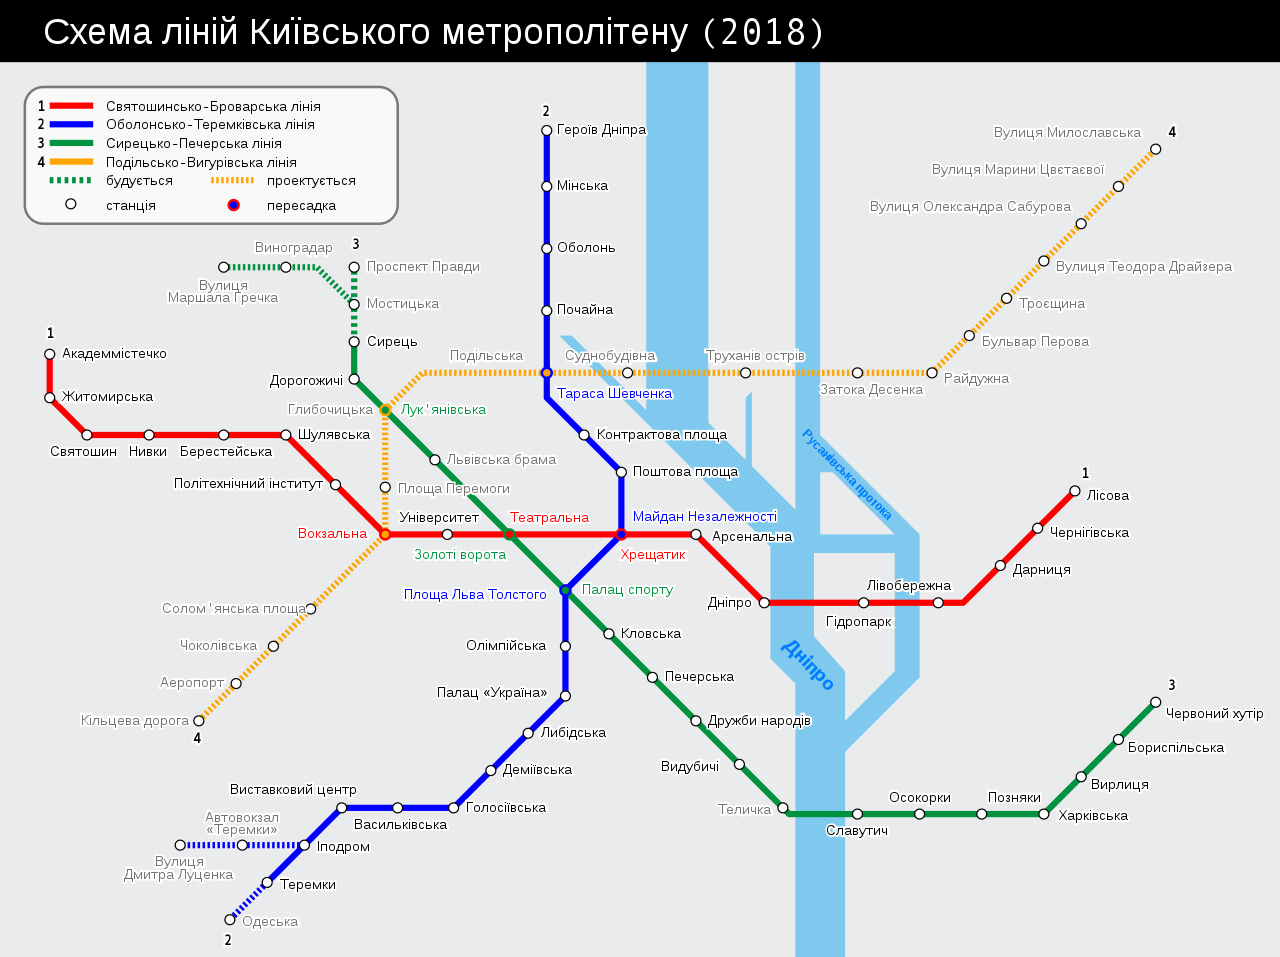 Схема ліній Київського метрополітену (2018)
1 Святошинсько-Броварська лінія
2 Оболонсько-Теремківська лінія
3 Сирецько-Печерська лінія
4 Подільсько-Вигурівська лінія
будується проектується
станція пересадка
2
Героїв Дніпра
Мінська
Оболонь
Почайна
Вулиця Милославська 4
Вулиця Марини Цвєтаєвої
Вулиця Олександра Сабурова
Вулиця Теодора Драйзера
Троєщина
Бульвар Перова
Райдужна
Виноградар
3
Проспект Правди
Вулиця
Маршала Гречка
Мостицька
Сирець
1
Академмістечко
Житомирська
Дорогожичі
Подільська
Суднобудівна
Труханів острів
Затока Десенка
Тараса Шевченка
Глибочицька
Лук'янівська
Шулявська
Святошин
Нивки
Берестейська
Контрактова площа
Русанівська протока
Львівська брама
Поштова площа
Політехнічний інститут
Площа Перемоги
1
Лісова
Університет
Театральна
Майдан Незалежності
Вокзальна
Арсенальна
Чернігівська
Золоті ворота
Хрещатик
Дарниця
Лівобережна
Площа Льва Толстого
Палац спорту
Дніпро
Гідропарк
Солом'янська площа
Кловська
Чоколівська
Олімпійська
Дніпро
Аеропорт
Печерська
Палац «Україна»
3
Кільцева дорога
4
Дружби народів
Червоний хутір
Либідська
Бориспільська
Видубичі
Деміївська
Вирлиця
Виставковий центр
Осокорки
Позняки
Голосіївська
Теличка
Харківська
Автовокзал
«Теремки»
Васильківська
Славутич
Іподром
Вулиця
Дмитра Луценка
Теремки
Одеська
2